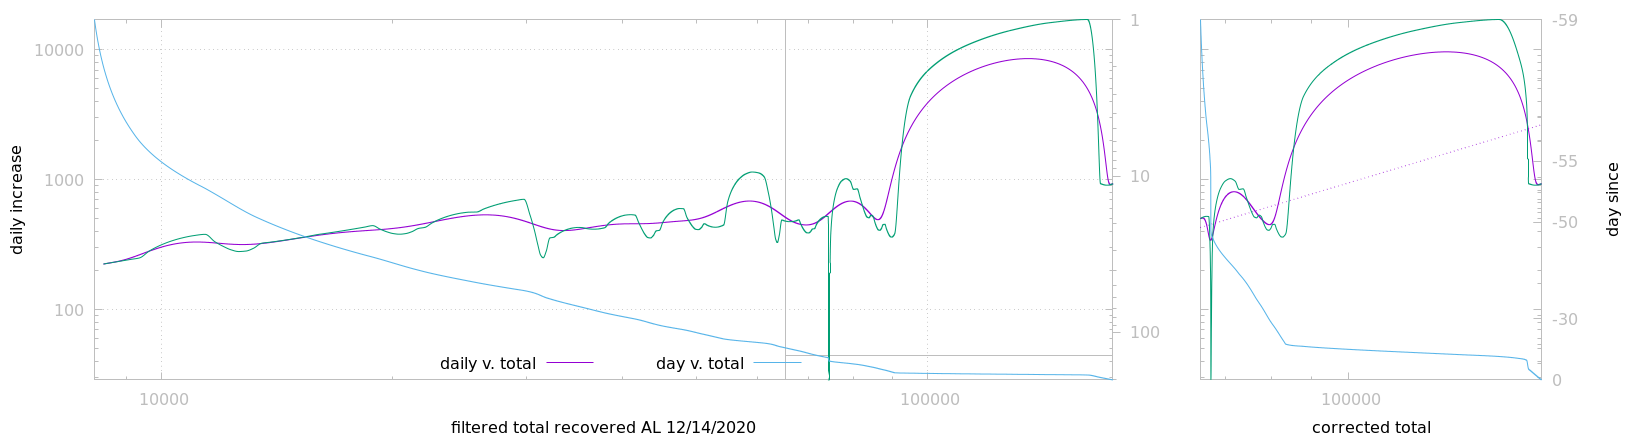 10000
1000
100
daily increase
1
10
100
daily v. total
day v. total
10000
100000
filtered total recovered AL 12/14/2020
-59
-55
-50
-30
0
day since
100000
corrected total